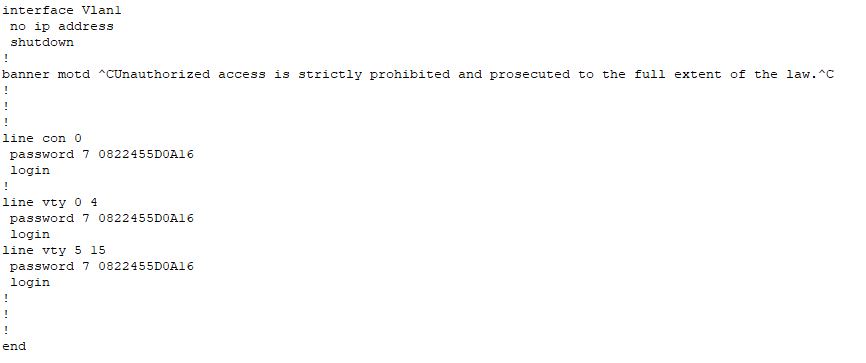 interface Vlan1
 no ip address
 shutdown
!
banner motd ^CUnauthorized access is strictly prohibited and prosecuted to the full extent of the law.^C
!
!
!
line con 0
 password 7 0822455D0A16
 login
!
line vty 0 4
 password 7 0822455D0A16
 login
line vty 5 15
 password 7 0822455D0A16
 login
!
!
!
end